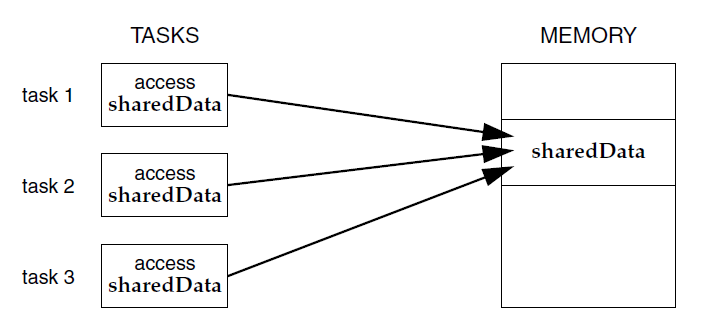 TASKS
MEMORY
task 1
access
sharedData
task 2
access
sharedData
task 3
access
sharedData
sharedData